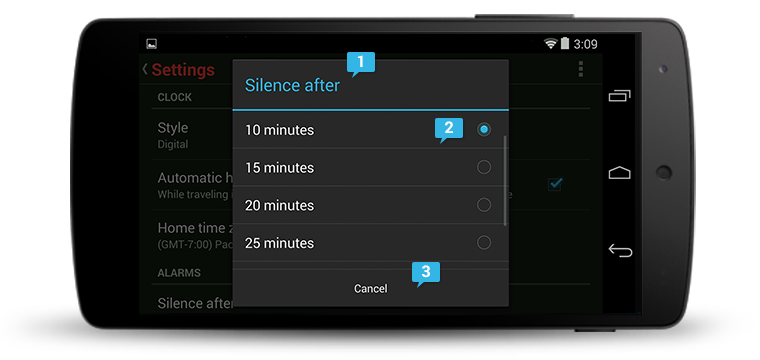 3:09
Settings
1
Silence after
CLOCK
10 minutes
2
Style
Digital
15 minutes
Automatic h
While traveling
e
20 minutes
Home time z
(GMT-7:00) Pac
25 minutes
3
ALARMS
Cancel
Silence after